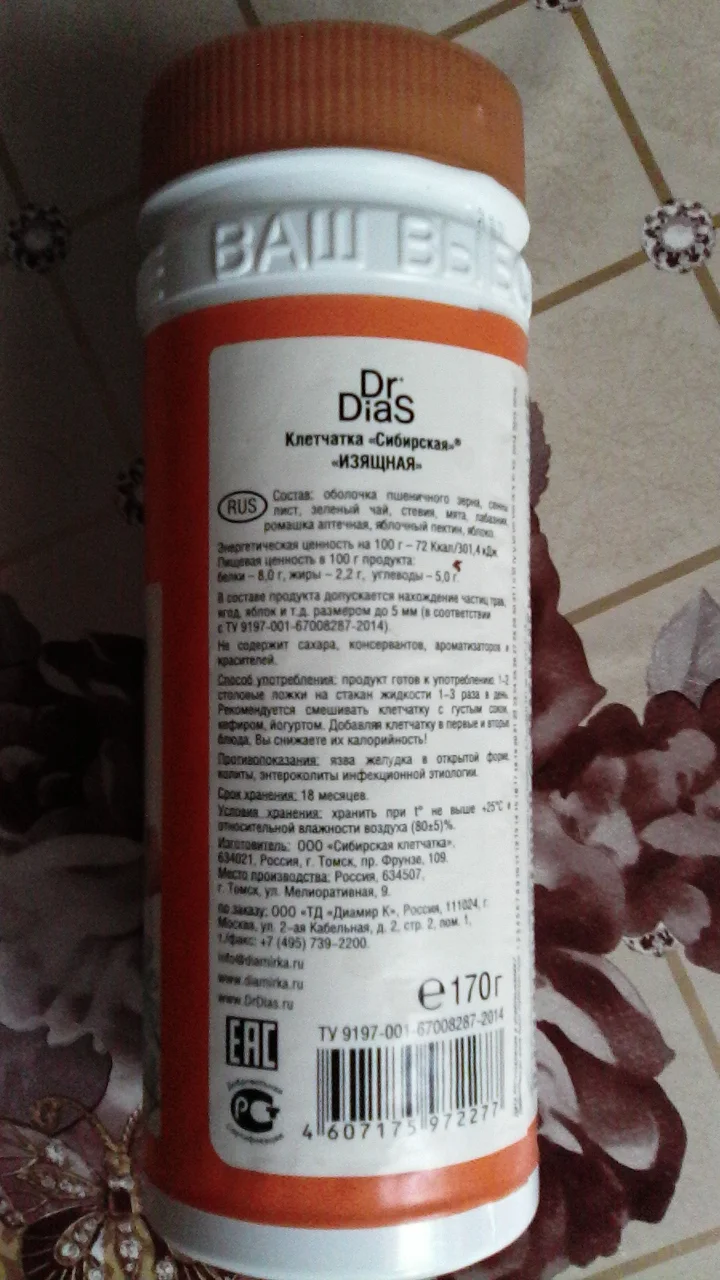 ВАШ ВЫБО
Dr.
DiaS
Клетчатка «Сибирская»®
«ИЗЯЩНАЯ»
RUS
Состав: оболочка пшеничного зерна, сенны
лист, зеленый чай, стевия, мята, лабазник,
ромашка аптечная, яблочный пектин, яблоко.
Энергетическая ценность на 100 г – 72 Ккал/301,4 кДж
Пищевая ценность в 100 г продукта:
белки – 8,0 г, жиры – 2,2 г, углеводы – 5,0 г.
В составе продукта допускается нахождение частиц трав,
ягод, яблок и т.д. размером до 5 мм (в соответствии
с ТУ 9197-001-67008287-2014).
Не содержит сахара, консервантов, ароматизаторов и
красителей.
Способ употребления: продукт готов к употреблению. 1-2
столовые ложки на стакан жидкости 1–3 раза в день.
Рекомендуется смешивать клетчатку с густым соком,
кефиром, йогуртом. Добавляя клетчатку в первые и вторые
блюда, Вы снижаете их калорийность!
Противопоказания: язва желудка в открытой форме,
колиты, энтероколиты инфекционной этиологии.
Срок хранения: 18 месяцев.
Условия хранения: хранить при t° не выше +25°С и
относительной влажности воздуха (80±5)%.
Изготовитель: ООО «Сибирская клетчатка»,
634021, Россия, г. Томск, пр. Фрунзе, 109.
Место производства: Россия, 634507,
г. Томск, ул. Мелиоративная, 9.
по заказу: ООО «ТД «Диамир К», Россия, 111024, г.
Москва, ул. 2-ая Кабельная, д. 2, стр. 2, пом. 1,
т./факс: +7 (495) 739-2200.
info@diamirka.ru
www.diamirka.ru
www.DrDias.ru
℮ 170г
ТУ 9197-001-67008287-2014
ЕАС
Добровольная
РСТ
сертификация
4 607175 972277